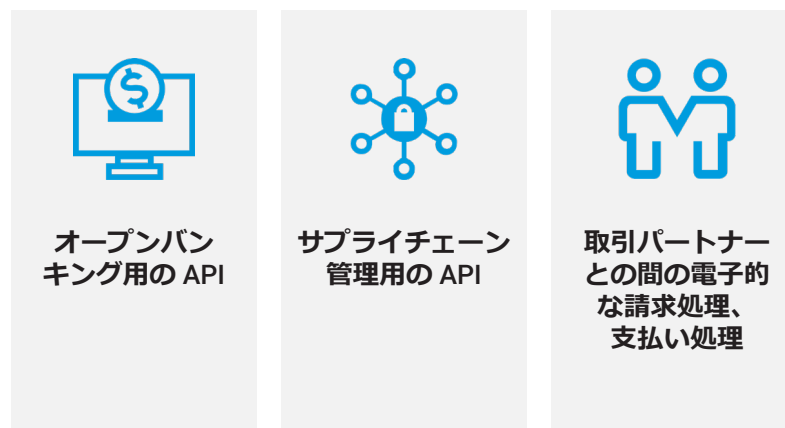 オープンバン
キング用の API
サプライチェーン
管理用の API
取引パートナー
との間の電子的
な請求処理、
支払い処理